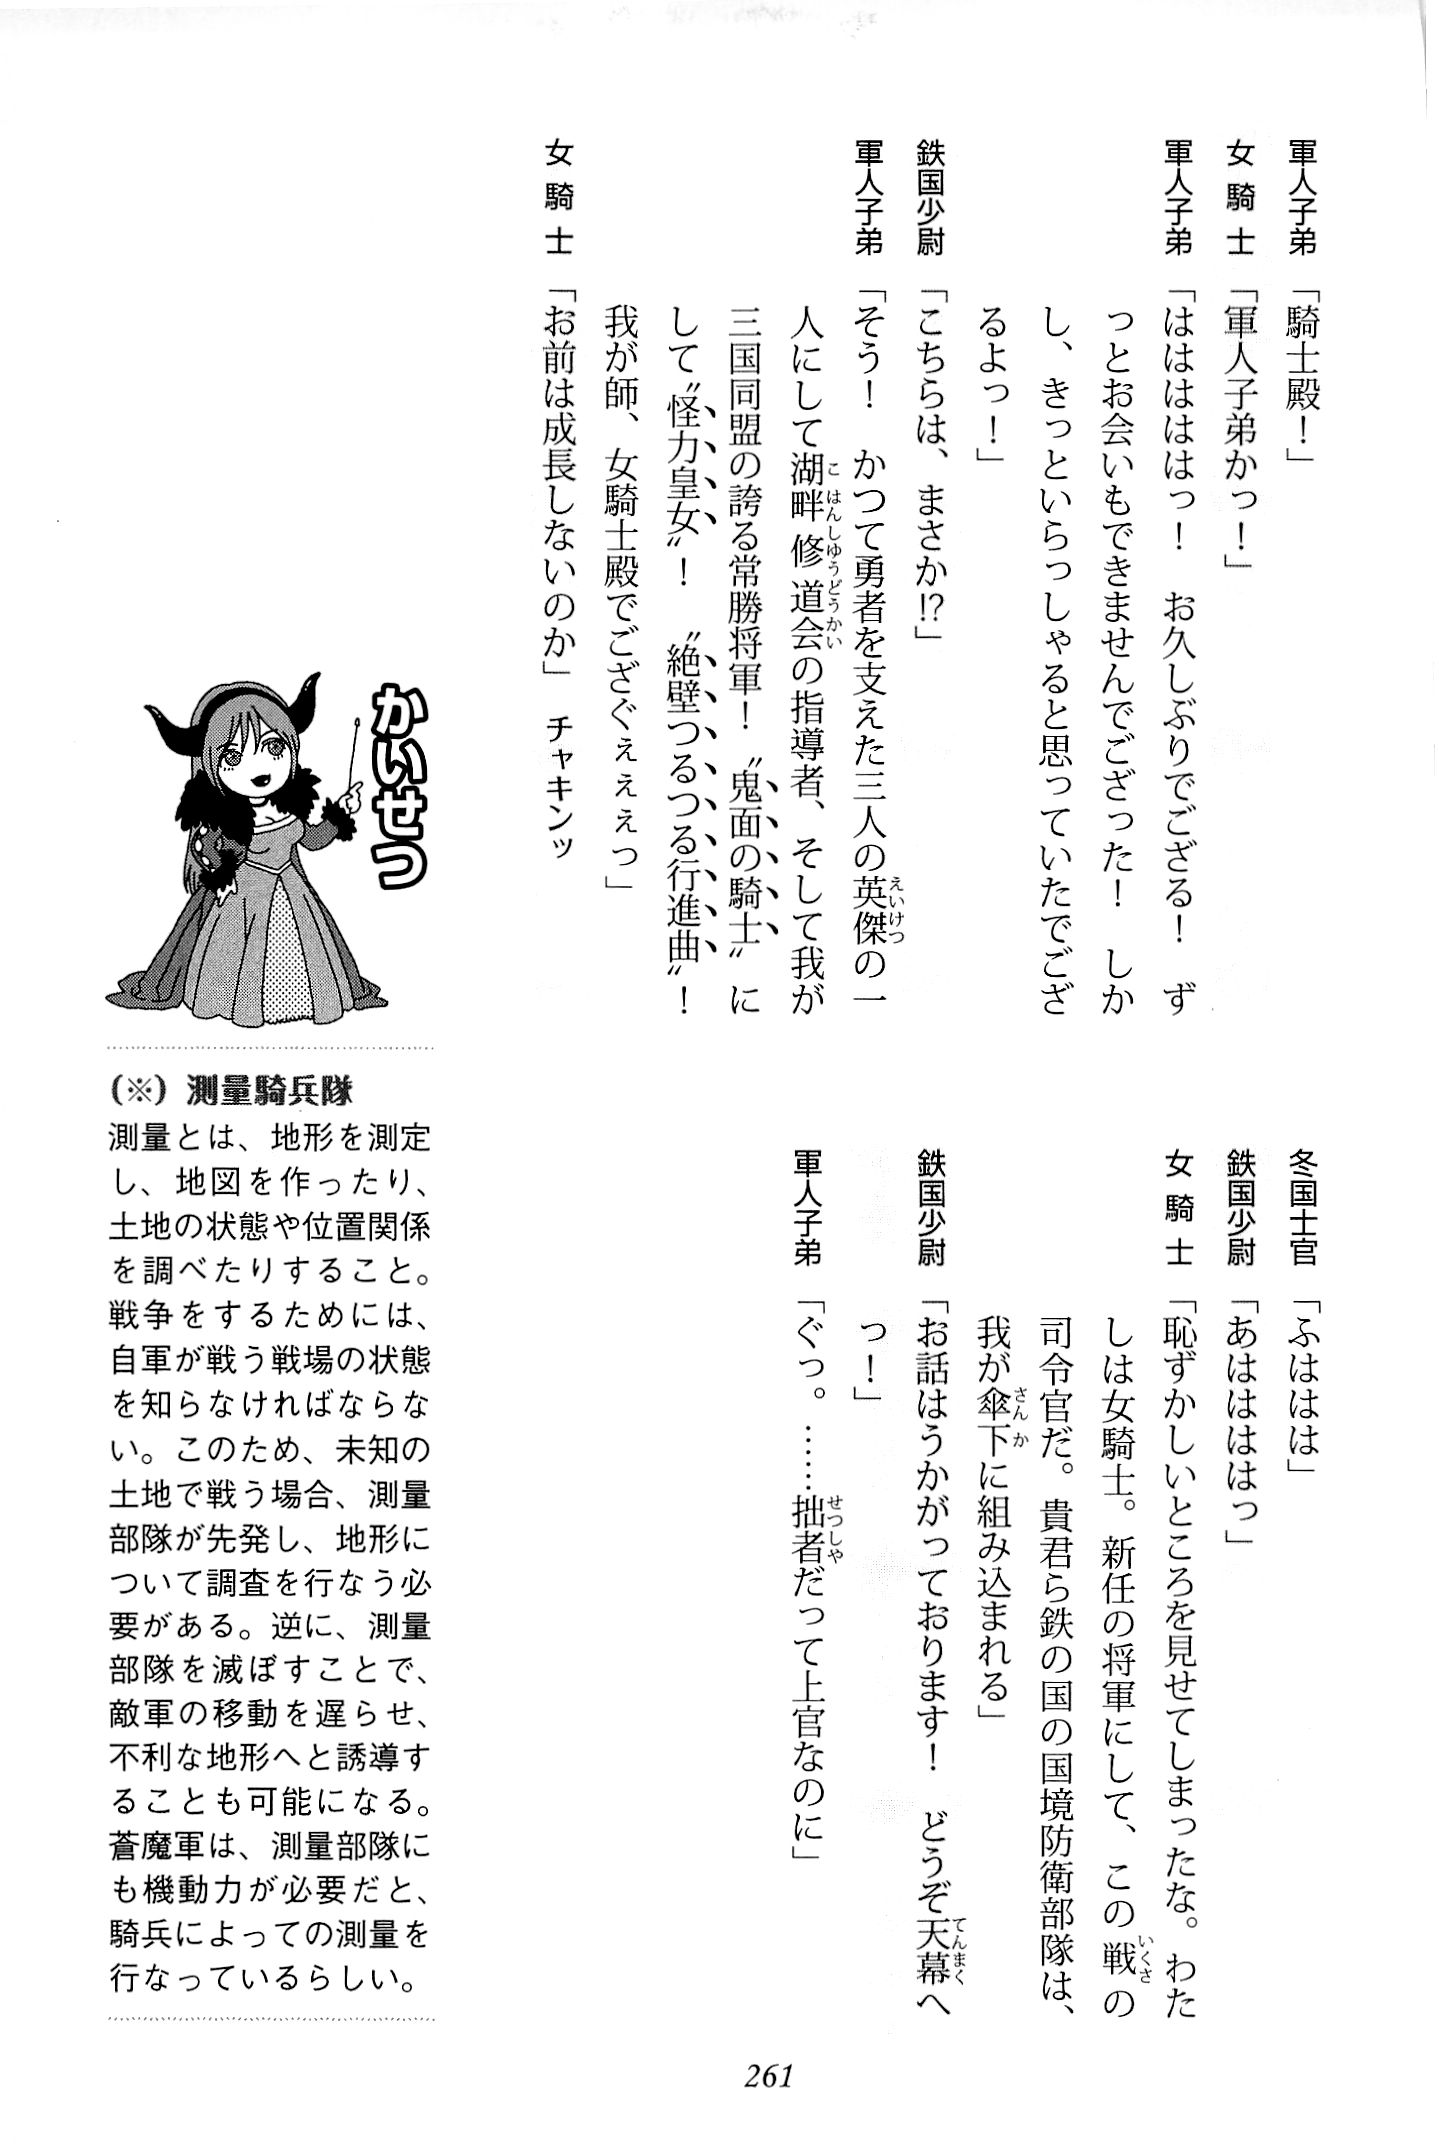 軍人子弟「騎士殿！」
女騎士「軍人子弟かっ！」
軍人子弟「はははははっ！　お久しぶりでござる！　ず
っとお会いもできませんでござった！　しか
し、きっといらっしゃると思っていたでござ
るよっ！」
鉄国少尉「こちらは、まさか!?」
軍人子弟「そう！　かつて勇者を支えた三人の英傑の一
人にして湖畔修道会の指導者、そして我が
三国同盟の誇る常勝将軍！〝鬼面の騎士〟に
して〝怪力皇女〟！　〝絶壁つるつる行進曲〟！
我が師、女騎士殿でござぐぇぇぇっ」
女騎士「お前は成長しないのか」　チャキンッ
冬国士官「ふははは」
鉄国少尉「あははははっ」
女騎士「恥ずかしいところを見せてしまったな。わた
しは女騎士。新任の将軍にして、この戦の
司令官だ。貴君ら鉄の国の国境防衛部隊は、
我が傘下に組み込まれる」
鉄国少尉「お話はうかがっております！　どうぞ天幕へ
っ！」
軍人子弟「ぐっ。……拙者だって上官なのに」
かいせつ
（※）測量騎兵隊
測量とは、地形を測定
し、地図を作ったり、
土地の状態や位置関係
を調べたりすること。
戦争をするためには、
自軍が戦う戦場の状態
を知らなければならな
い。このため、未知の
土地で戦う場合、測量
部隊が先発し、地形に
ついて調査を行なう必
要がある。逆に、測量
部隊を滅ぼすことで、
敵軍の移動を遅らせ、
不利な地形へと誘導す
ることも可能になる。
蒼魔軍は、測量部隊に
も機動力が必要だと、
騎兵によっての測量を
行なっているらしい。
261